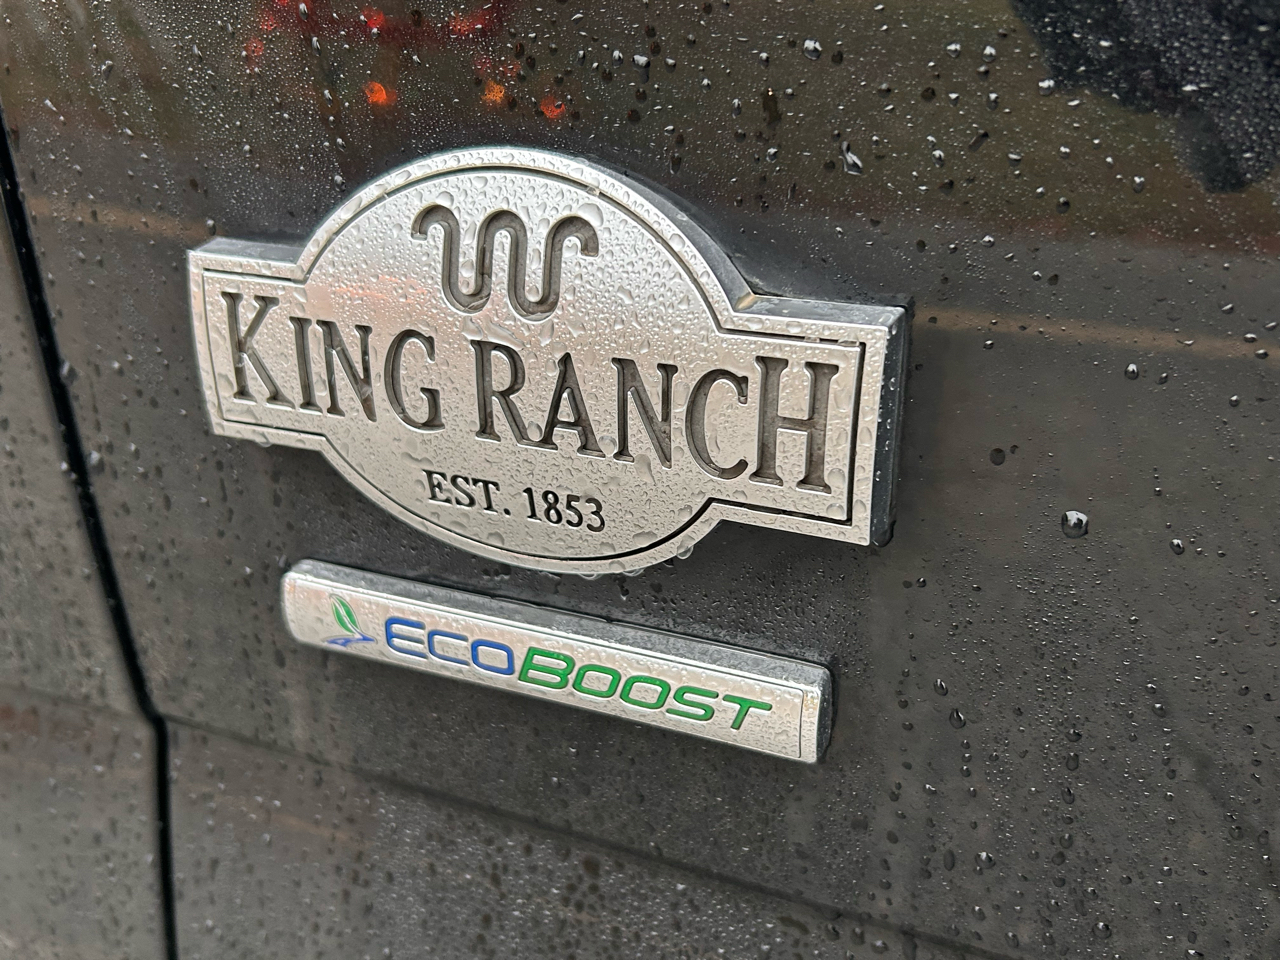 KING RANCH
EST. 1853
ECOBOOST